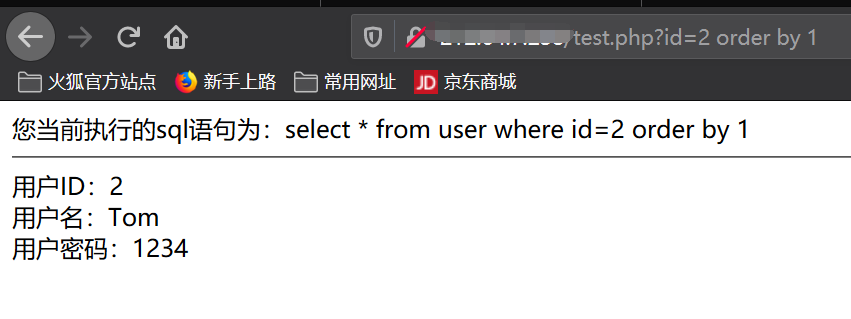 /test.php?id=2 order by 1
火狐官方站点 新手上路 常用网址 JD 京东商城
您当前执行的sql语句为：select * from user where id=2 order by 1
用户ID：2
用户名：Tom
用户密码：1234